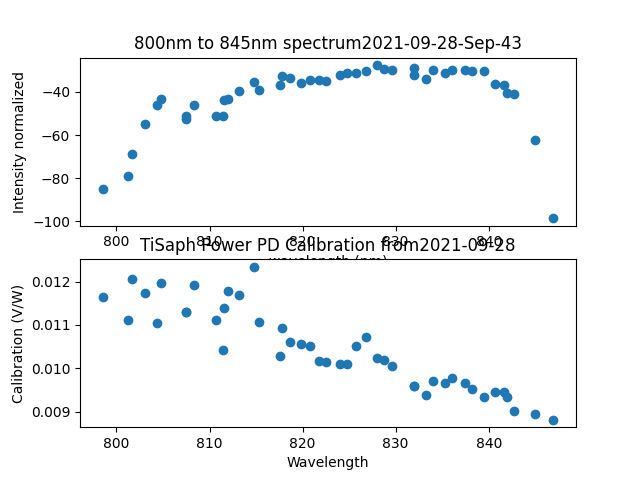 800nm to 845nm spectrum2021-09-28-Sep-43
Intensity normalized
−40
−60
−80
−100
800 810 820 830 840
wavelength (nm)
TiSaph Power PD Calibration from2021-09-28
Calibration (V/W)
0.012
0.011
0.010
0.009
800 810 820 830 840
Wavelength